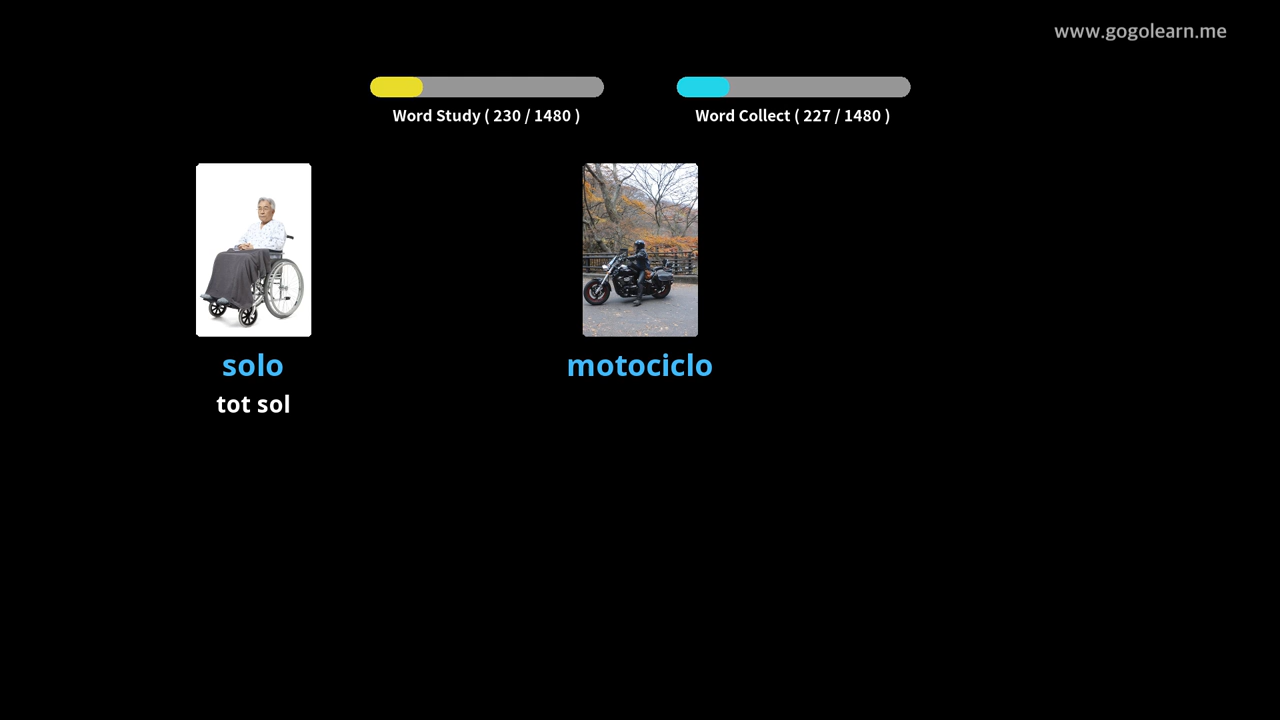 www.gogolearn.me
Word Study ( 230 / 1480 )
Word Collect ( 227 / 1480 )
solo
tot sol
motociclo